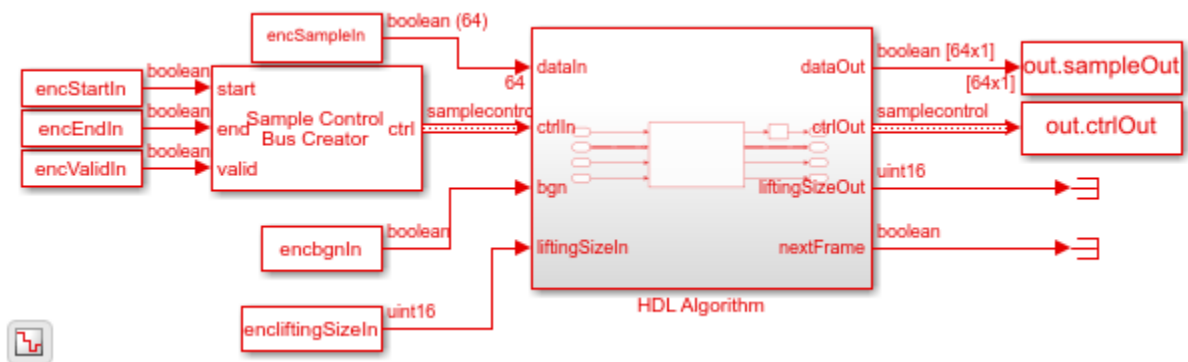 boolean (64)
encSampleIn
boolean [64x1]
dataIn
dataOut
out.sampleOut
boolean
64
[64x1]
encStartIn
start
boolean
Sample Control
Bus Creator
samplecontrol
samplecontrol
encEndIn
end
ctrl
ctrlIn
ctrlOut
out.ctrlOut
boolean
encValidIn
valid
uint16
bgn
liftingSizeOut
boolean
boolean
encbgnIn
liftingSizeIn
nextFrame
uint16
HDL Algorithm
encliftingSizeIn